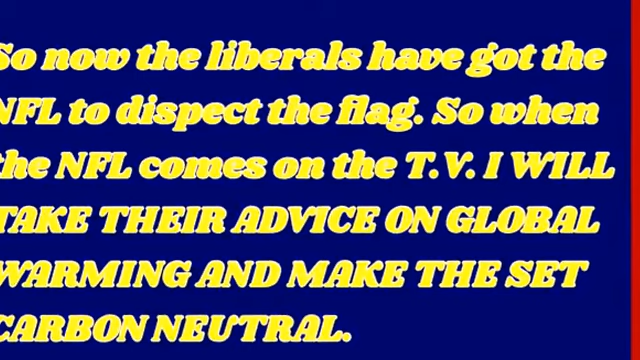 So now the liberals have got the
NFL to dispect the flag. So when
the NFL comes on the T.V. I WILL
TAKE THEIR ADVICE ON GLOBAL
WARMING AND MAKE THE SET
CARBON NEUTRAL.